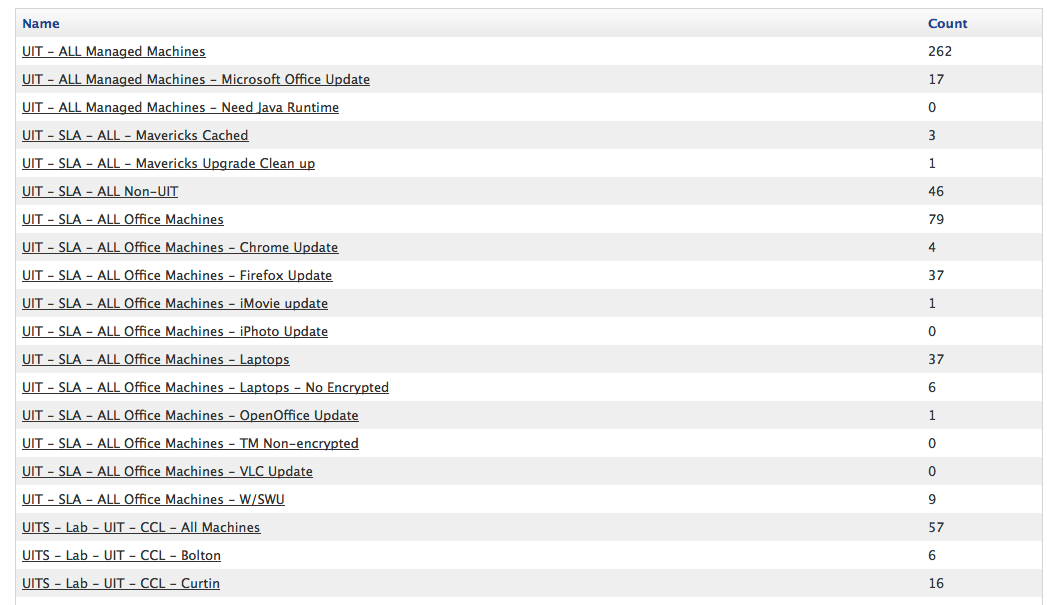 Name Count
UIT - ALL Managed Machines 262
UIT - ALL Managed Machines - Microsoft Office Update 17
UIT - ALL Managed Machines - Need Java Runtime 0
UIT - SLA - ALL - Mavericks Cached 3
UIT - SLA - ALL - Mavericks Upgrade Clean up 1
UIT - SLA - ALL Non-UIT 46
UIT - SLA - ALL Office Machines 79
UIT - SLA - ALL Office Machines - Chrome Update 4
UIT - SLA - ALL Office Machines - Firefox Update 37
UIT - SLA - ALL Office Machines - iMovie update 1
UIT - SLA - ALL Office Machines - iPhoto Update 0
UIT - SLA - ALL Office Machines - Laptops 37
UIT - SLA - ALL Office Machines - Laptops - No Encrypted 6
UIT - SLA - ALL Office Machines - OpenOffice Update 1
UIT - SLA - ALL Office Machines - TM Non-encrypted 0
UIT - SLA - ALL Office Machines - VLC Update 0
UIT - SLA - ALL Office Machines - W/SWU 9
UITS - Lab - UIT - CCL - All Machines 57
UITS - Lab - UIT - CCL - Bolton 6
UITS - Lab - UIT - CCL - Curtin 16